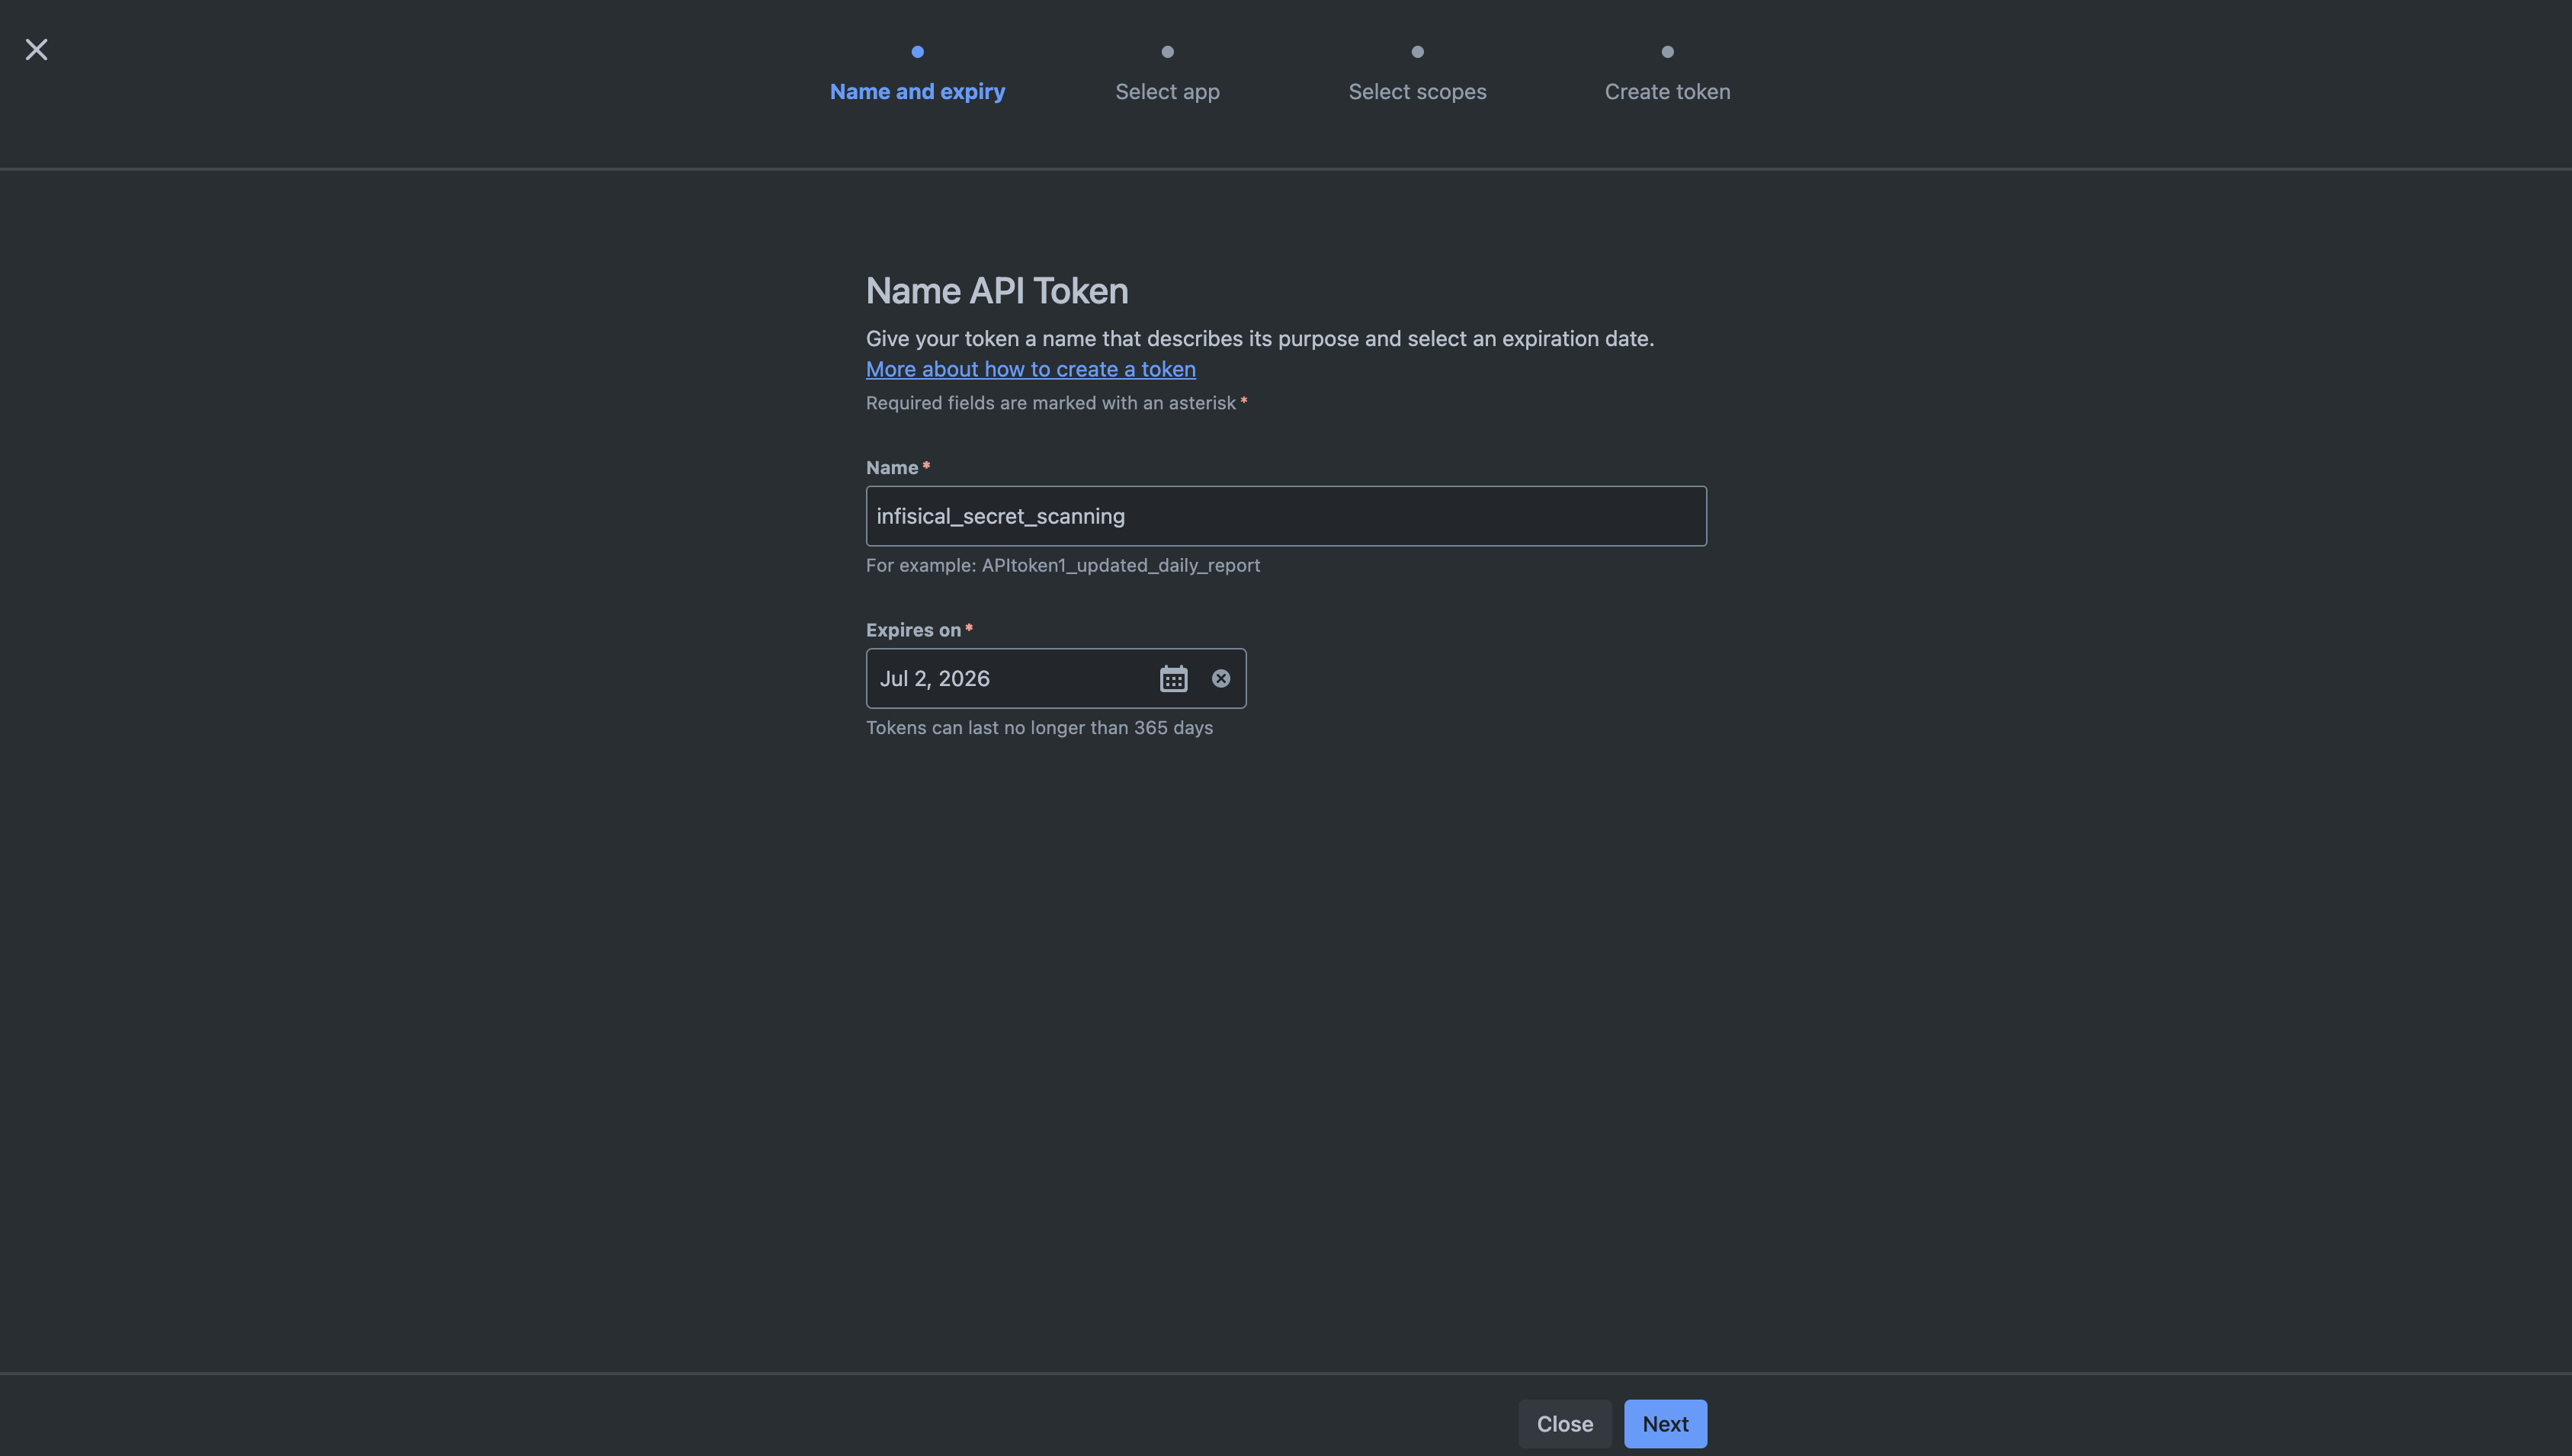 Name and expiry
Select app
Select scopes
Create token
Name API Token
Give your token a name that describes its purpose and select an expiration date.
More about how to create a token
Required fields are marked with an asterisk *
Name *
infisical_secret_scanning
For example: APItoken1_updated_daily_report
Expires on *
Jul 2, 2026
Tokens can last no longer than 365 days
Close
Next